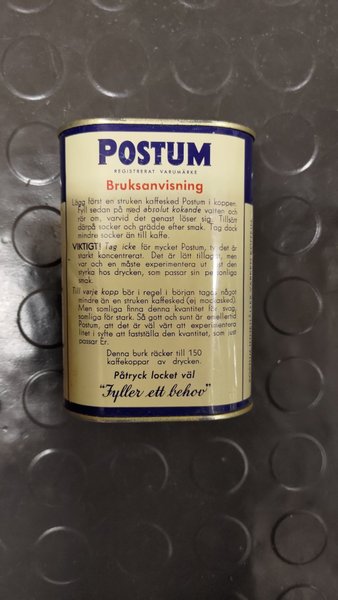 POSTUM
REGISTRERAT VARUMÄRKE
Bruksanvisning
Lägg först en struken kaffesked Postum i koppen.
Fyll sedan på med absolut kokande vatten och
rör om, varvid det genast löser sig. Tillsätt
därpå socker och grädde efter smak. Tag dock
mindre socker än till kaffe.
VIKTIGT! Tag icke för mycket Postum, ty det är
starkt koncentrerat. Det är lätt tillagat, men
var och en måste experimentera ut just den
styrka hos drycken, som passar sin personliga
smak.
Till varje kopp bör i regel i början tagas något
mindre än en struken kaffesked (ej mockasked).
Men somliga finna denna kvantitet för svag,
somliga för stark. Så gott och sunt är emellertid
Postum, att det är väl värt att experimentera
litet i syfte att fastställa den kvantitet, som just
passar Er.
Denna burk räcker till 150
kaffekoppar av drycken.
Påtryck locket väl
"Fyller ett behov"